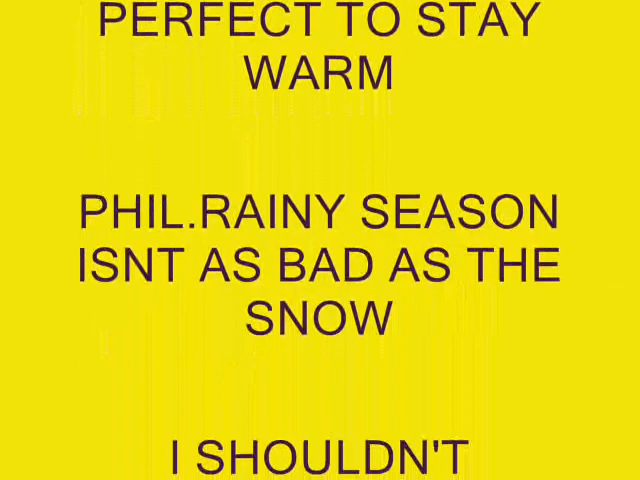 PERFECT TO STAY
WARM
PHIL.RAINY SEASON
ISNT AS BAD AS THE
SNOW
I SHOULDN'T